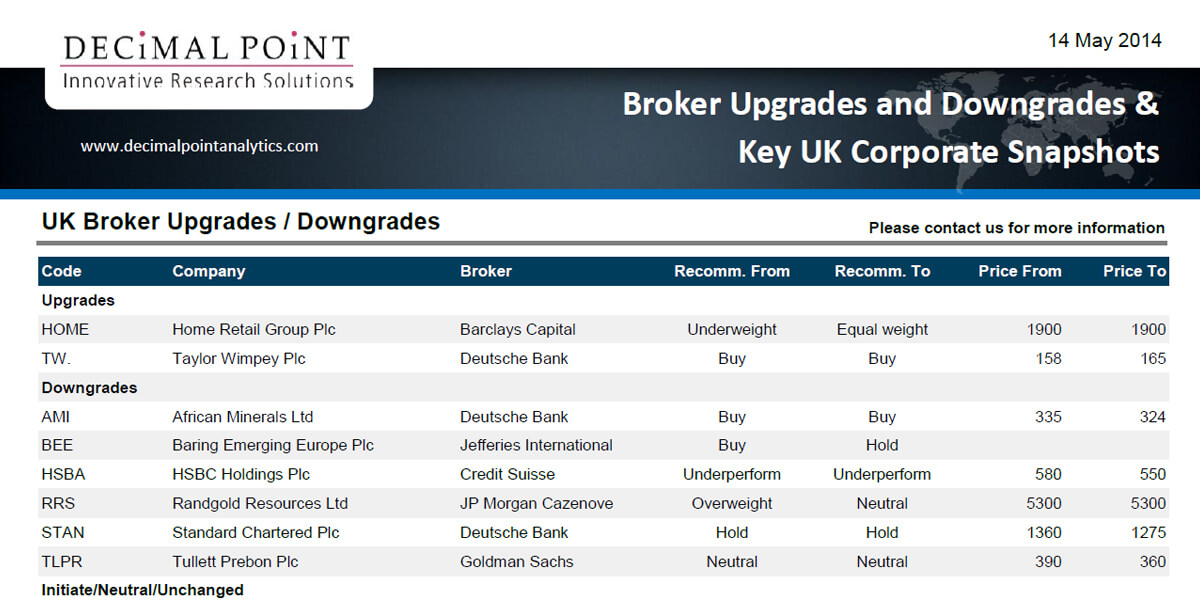 DECiMAL POiNT
Innovative Research Solutions
14 May 2014
www.decimalpointanalytics.com
Broker Upgrades and Downgrades &
Key UK Corporate Snapshots
UK Broker Upgrades / Downgrades
Please contact us for more information
Code Company Broker Recomm. From Recomm. To Price From Price To
Upgrades
HOME Home Retail Group Plc Barclays Capital Underweight Equal weight 1900 1900
TW. Taylor Wimpey Plc Deutsche Bank Buy Buy 158 165
Downgrades
AMI African Minerals Ltd Deutsche Bank Buy Buy 335 324
BEE Baring Emerging Europe Plc Jefferies International Buy Hold
HSBA HSBC Holdings Plc Credit Suisse Underperform Underperform 580 550
RRS Randgold Resources Ltd JP Morgan Cazenove Overweight Neutral 5300 5300
STAN Standard Chartered Plc Deutsche Bank Hold Hold 1360 1275
TLPR Tullett Prebon Plc Goldman Sachs Neutral Neutral 390 360
Initiate/Neutral/Unchanged